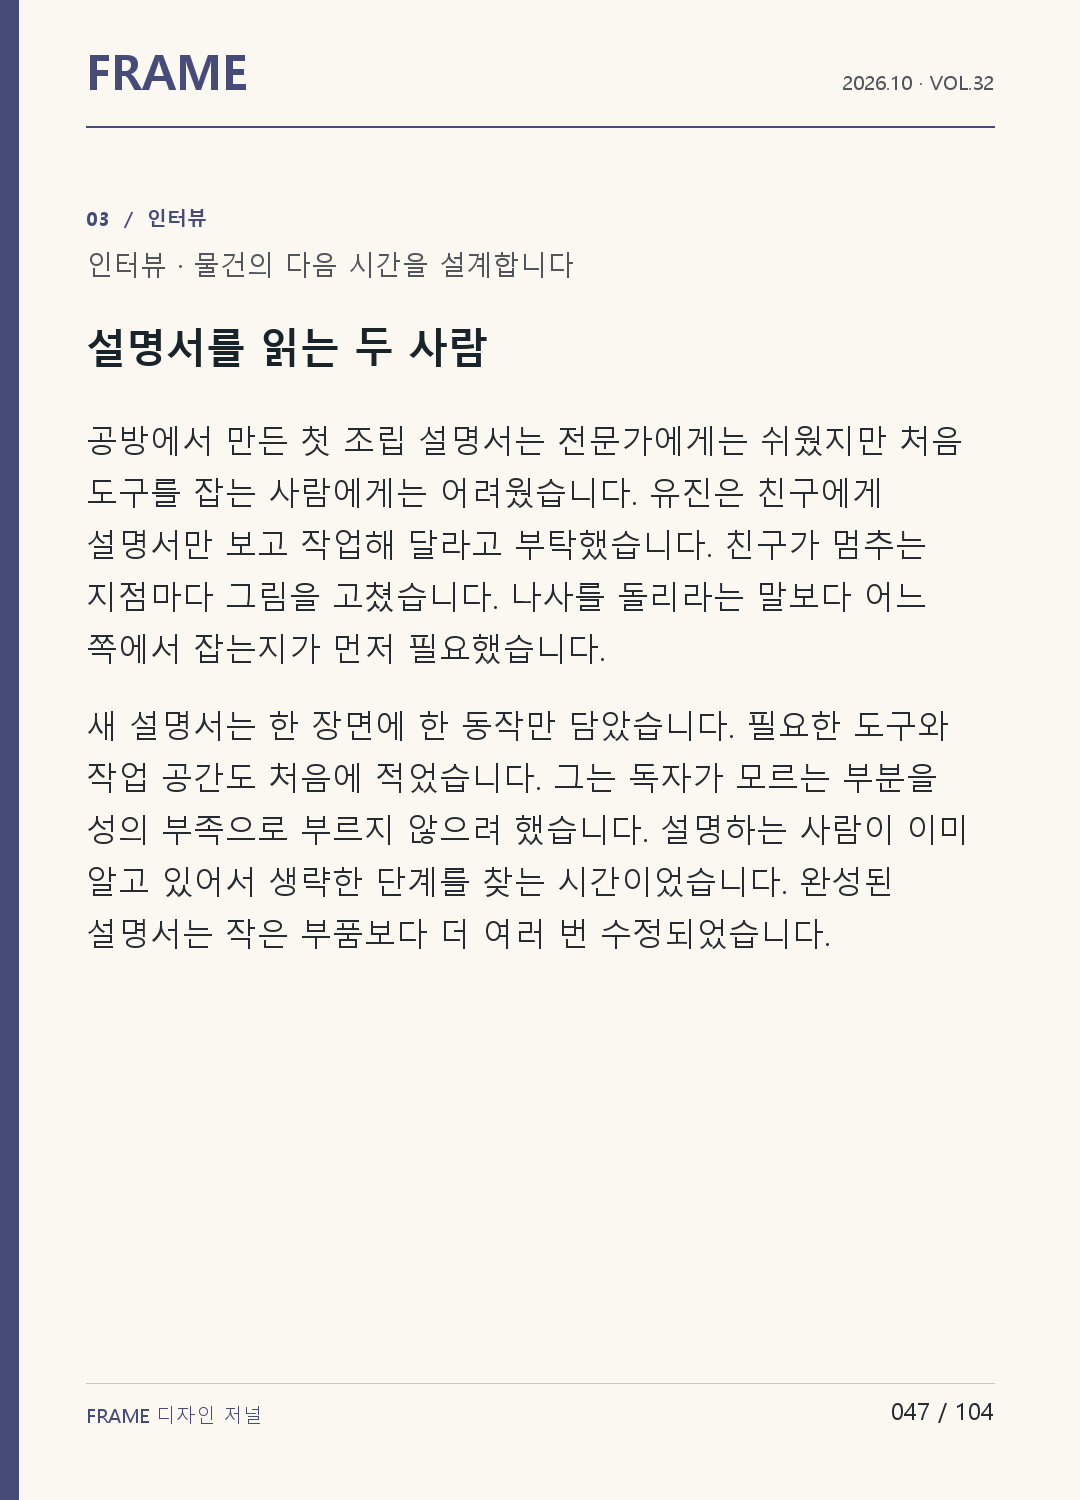 FRAME
2026.10 · VOL.32
03 / 인터뷰
인터뷰 · 물건의 다음 시간을 설계합니다
설명서를 읽는 두 사람
공방에서 만든 첫 조립 설명서는 전문가에게는 쉬웠지만 처음
도구를 잡는 사람에게는 어려웠습니다. 유진은 친구에게
설명서만 보고 작업해 달라고 부탁했습니다. 친구가 멈추는
지점마다 그림을 고쳤습니다. 나사를 돌리라는 말보다 어느
쪽에서 잡는지가 먼저 필요했습니다.
새 설명서는 한 장면에 한 동작만 담았습니다. 필요한 도구와
작업 공간도 처음에 적었습니다. 그는 독자가 모르는 부분을
성의 부족으로 부르지 않으려 했습니다. 설명하는 사람이 이미
알고 있어서 생략한 단계를 찾는 시간이었습니다. 완성된
설명서는 작은 부품보다 더 여러 번 수정되었습니다.
FRAME 디자인 저널
047 / 104